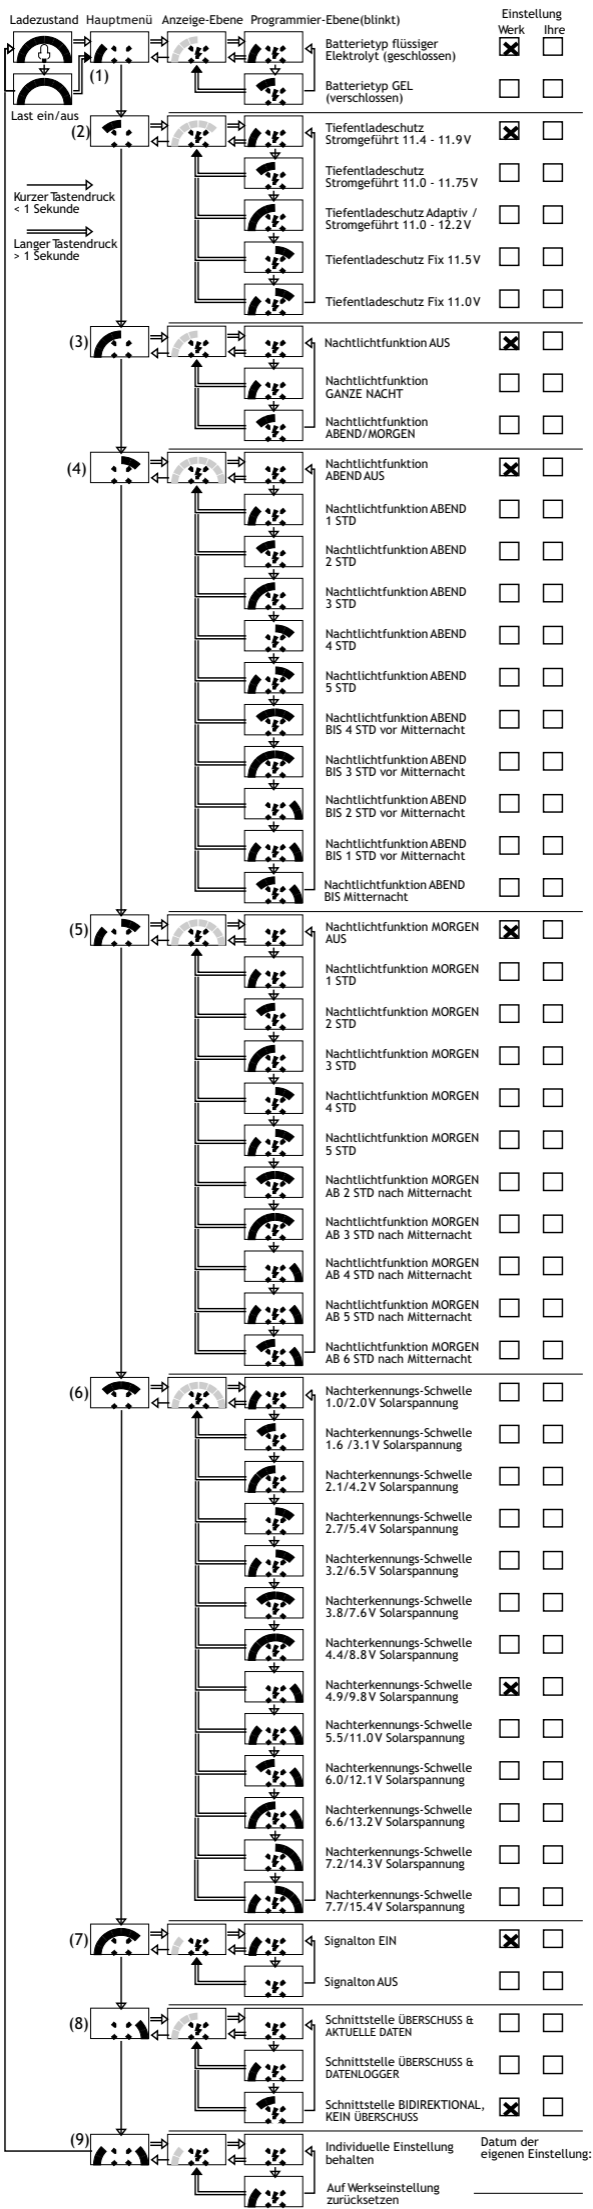 Ladezustand Hauptmenü Anzeige-Ebene Programmier-Ebene(blinkt)
Einstellung
Werk Ihre
Batterietyp flüssiger
Elektrolyt (geschlossen)
(1)
Batterietyp GEL
(verschlossen)
Last ein/aus
(2)
Tiefentladeschutz
Stromgeführt 11.4 - 11.9V
Tiefentladeschutz
Stromgeführt 11.0 - 11.75V
Kurzer Tastendruck
< 1 Sekunde
Tiefentladeschutz Adaptiv /
Stromgeführt 11.0 - 12.2V
Langer Tastendruck
> 1 Sekunde
Tiefentladeschutz Fix 11.5V
Tiefentladeschutz Fix 11.0V
(3)
Nachtlichtfunktion AUS
Nachtlichtfunktion
GANZE NACHT
Nachtlichtfunktion
ABEND/MORGEN
(4)
Nachtlichtfunktion
ABEND AUS
Nachtlichtfunktion ABEND
1 STD
Nachtlichtfunktion ABEND
2 STD
Nachtlichtfunktion ABEND
3 STD
Nachtlichtfunktion ABEND
4 STD
Nachtlichtfunktion ABEND
5 STD
Nachtlichtfunktion ABEND
BIS 4 STD vor Mitternacht
Nachtlichtfunktion ABEND
BIS 3 STD vor Mitternacht
Nachtlichtfunktion ABEND
BIS 2 STD vor Mitternacht
Nachtlichtfunktion ABEND
BIS 1 STD vor Mitternacht
Nachtlichtfunktion ABEND
BIS Mitternacht
(5)
Nachtlichtfunktion MORGEN
AUS
Nachtlichtfunktion MORGEN
1 STD
Nachtlichtfunktion MORGEN
2 STD
Nachtlichtfunktion MORGEN
3 STD
Nachtlichtfunktion MORGEN
4 STD
Nachtlichtfunktion MORGEN
5 STD
Nachtlichtfunktion MORGEN
AB 2 STD nach Mitternacht
Nachtlichtfunktion MORGEN
AB 3 STD nach Mitternacht
Nachtlichtfunktion MORGEN
AB 4 STD nach Mitternacht
Nachtlichtfunktion MORGEN
AB 5 STD nach Mitternacht
Nachtlichtfunktion MORGEN
AB 6 STD nach Mitternacht
(6)
Nachterkennungs-Schwelle
1.0/2.0V Solarspannung
Nachterkennungs-Schwelle
1.6 /3.1V Solarspannung
Nachterkennungs-Schwelle
2.1/4.2V Solarspannung
Nachterkennungs-Schwelle
2.7/5.4V Solarspannung
Nachterkennungs-Schwelle
3.2/6.5V Solarspannung
Nachterkennungs-Schwelle
3.8/7.6V Solarspannung
Nachterkennungs-Schwelle
4.4/8.8V Solarspannung
Nachterkennungs-Schwelle
4.9/9.8V Solarspannung
Nachterkennungs-Schwelle
5.5/11.0V Solarspannung
Nachterkennungs-Schwelle
6.0/12.1V Solarspannung
Nachterkennungs-Schwelle
6.6/13.2V Solarspannung
Nachterkennungs-Schwelle
7.2/14.3V Solarspannung
Nachterkennungs-Schwelle
7.7/15.4V Solarspannung
(7)
Signalton EIN
Signalton AUS
(8)
Schnittstelle ÜBERSCHUSS &
AKTUELLE DATEN
Schnittstelle ÜBERSCHUSS &
DATENLOGGER
Schnittstelle BIDIREKTIONAL,
KEIN ÜBERSCHUSS
(9)
Individuelle Einstellung
behalten
Datum der
eigenen Einstellung:
Auf Werkseinstellung
zurücksetzen